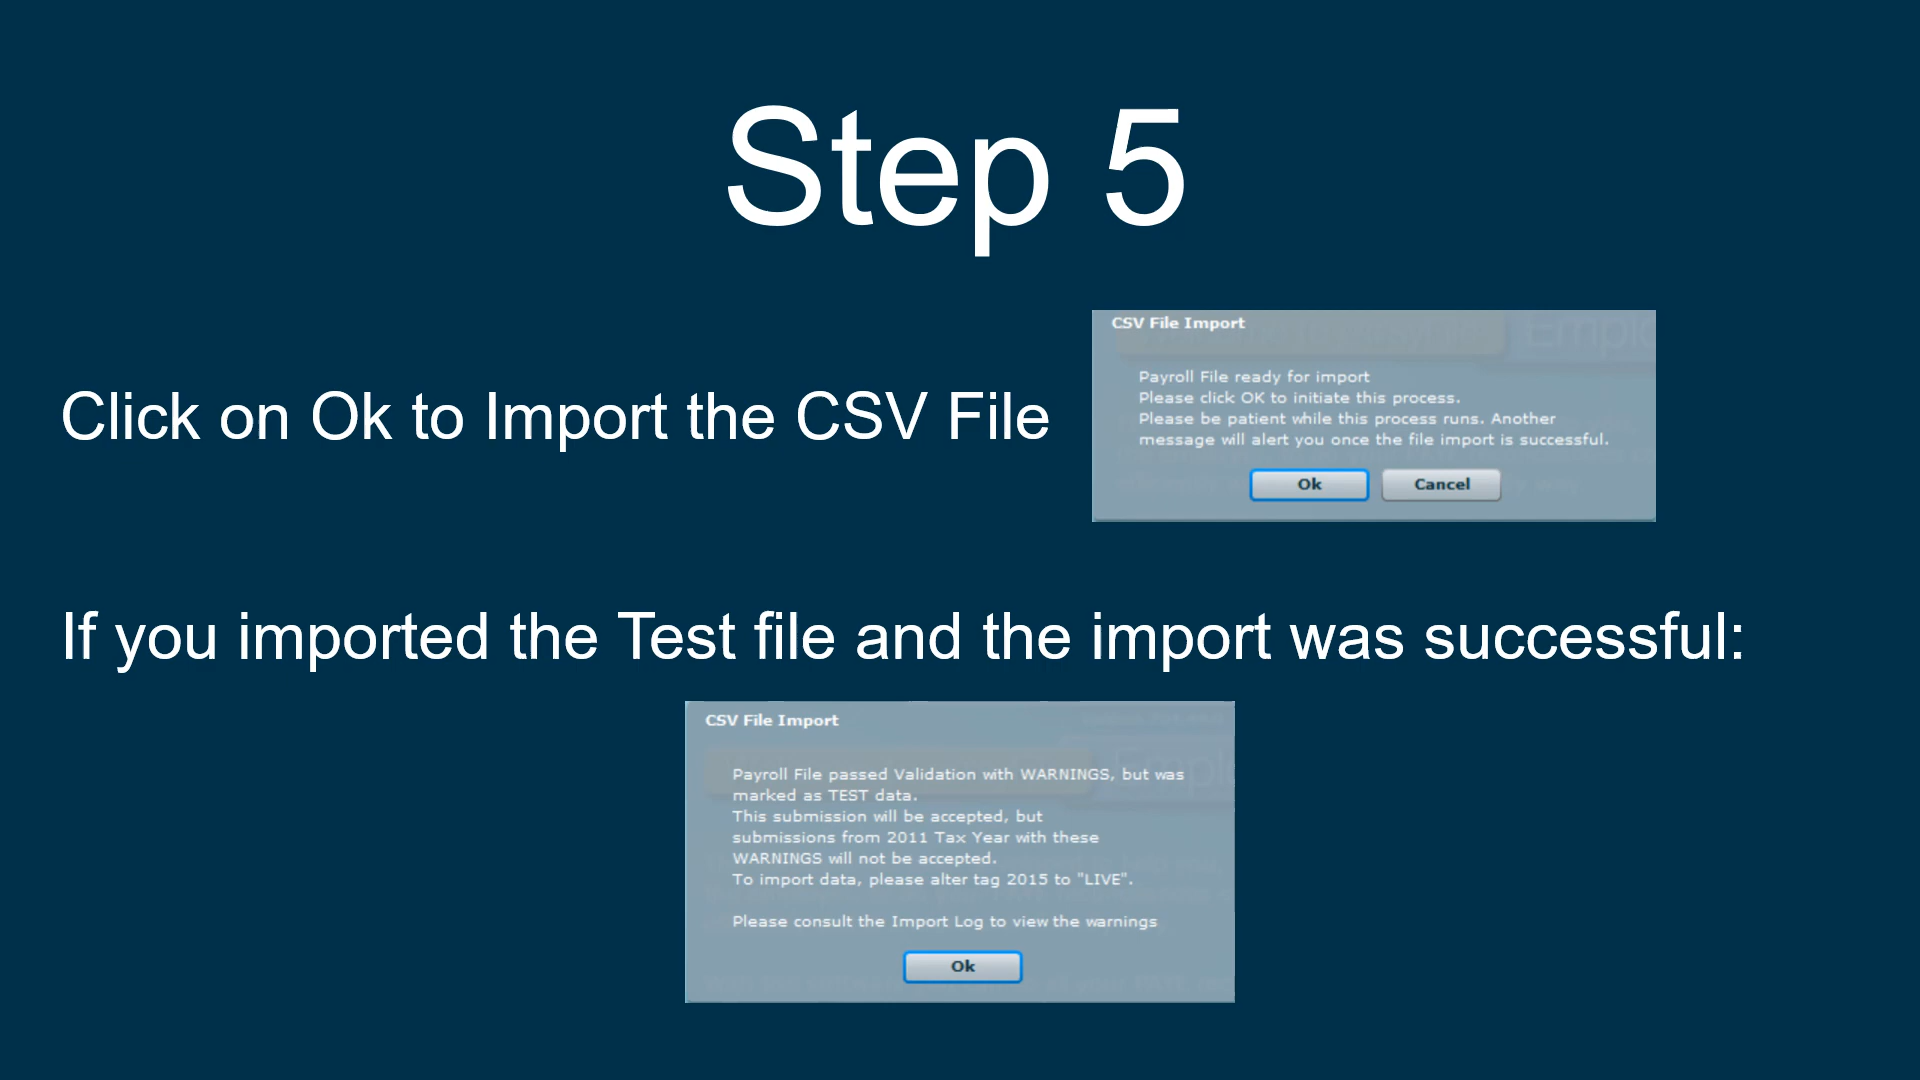 Step 5
Click on Ok to Import the CSV File
CSV File Import
Payroll File ready for import
Please click OK to initiate this process.
Please be patient while this process runs. Another
message will alert you once the file import is successful.
Ok Cancel
If you imported the Test file and the import was successful:
CSV File Import
Payroll File passed Validation with WARNINGS, but was
marked as TEST data.
This submission will be accepted, but
submissions from 2011 Tax Year with these
WARNINGS will not be accepted.
To import data, please alter tag 2015 to "LIVE".
Please consult the Import Log to view the warnings
Ok